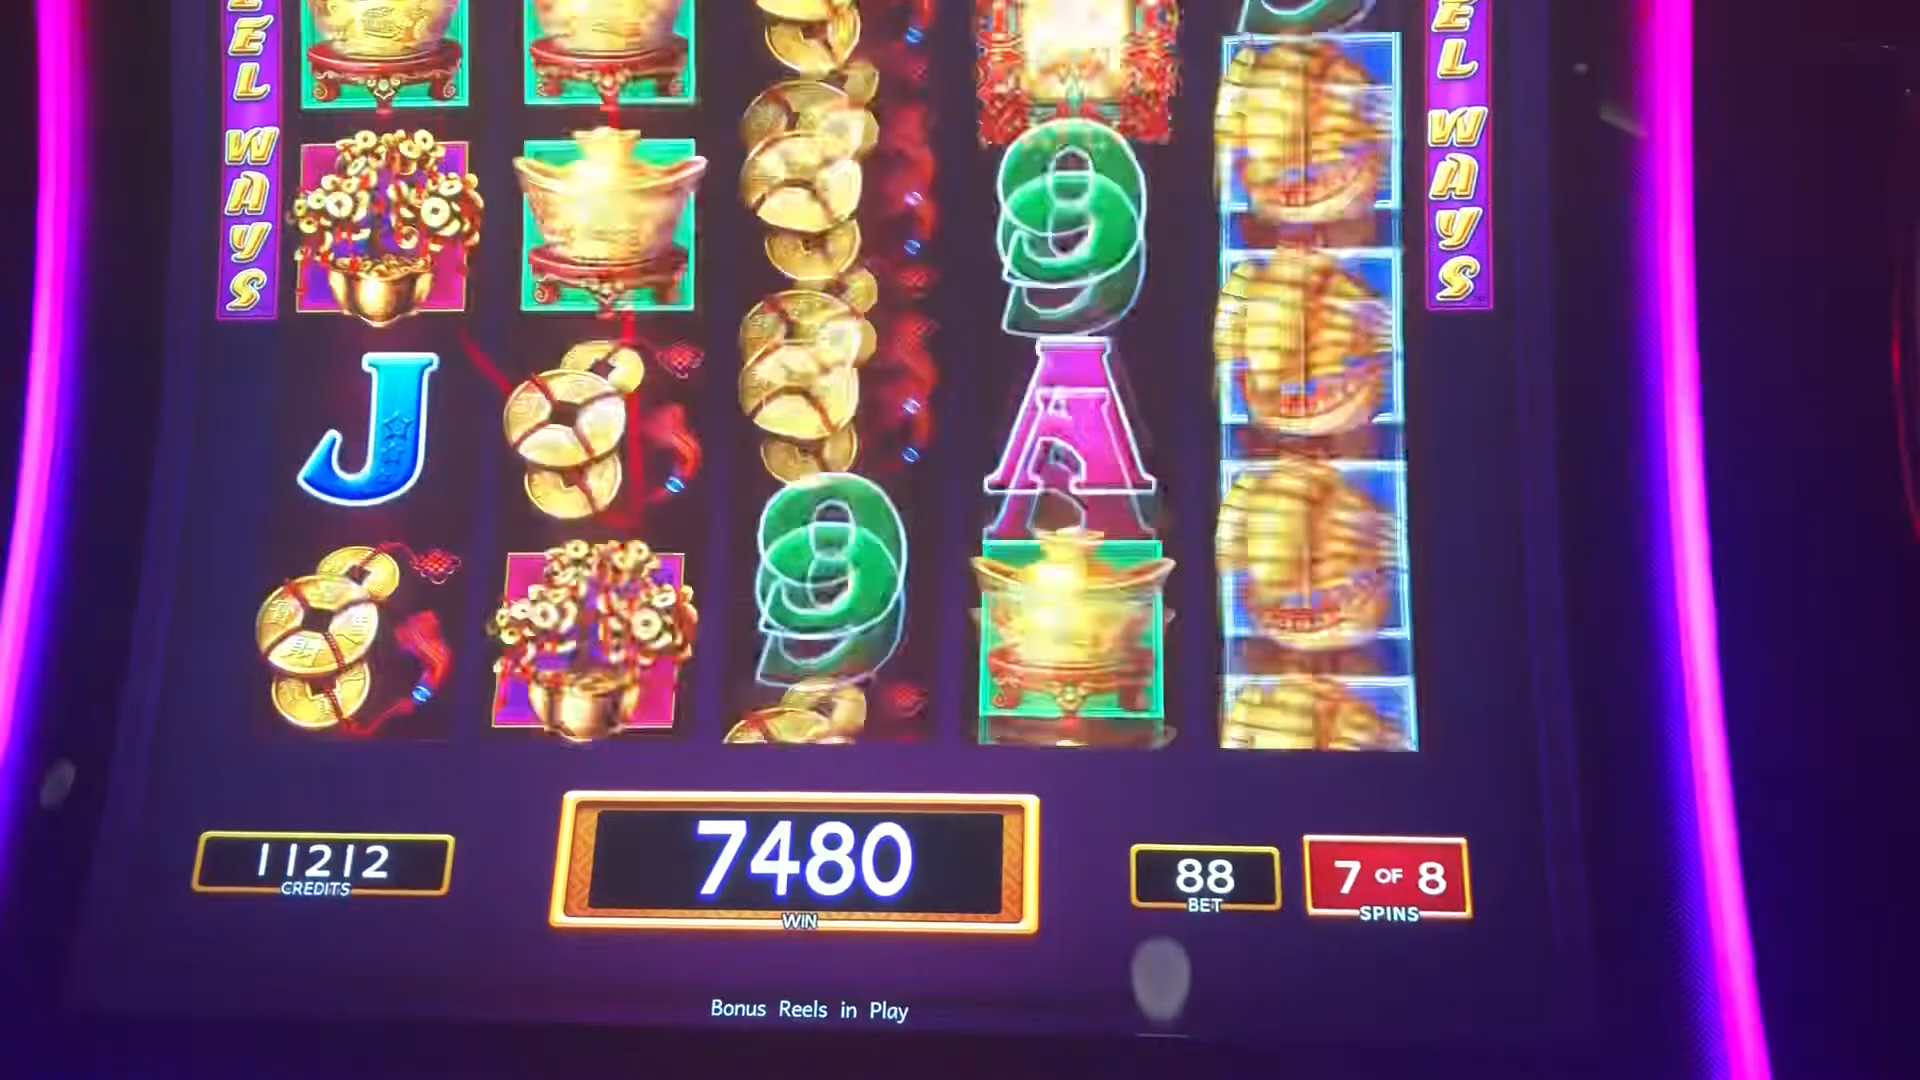 EL WAYS
EL WAYS
9
J
A
9
11212
CREDITS
7480
WIN
88
BET
7 OF 8
SPINS
Bonus Reels in Play